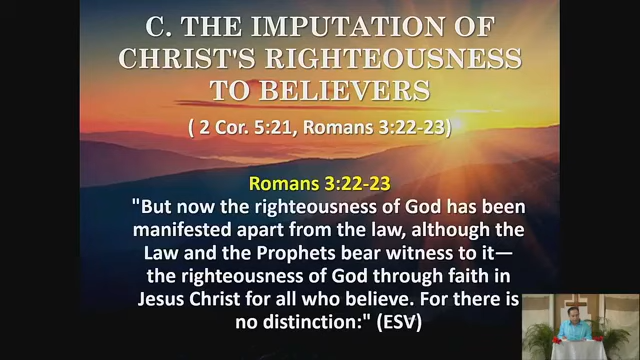 C. THE IMPUTATION OF
CHRIST'S RIGHTEOUSNESS
TO BELIEVERS
( 2 Cor. 5:21, Romans 3:22-23)
Romans 3:22-23
"But now the righteousness of God has been
manifested apart from the law, although the
Law and the Prophets bear witness to it—
the righteousness of God through faith in
Jesus Christ for all who believe. For there is
no distinction:" (ESV)